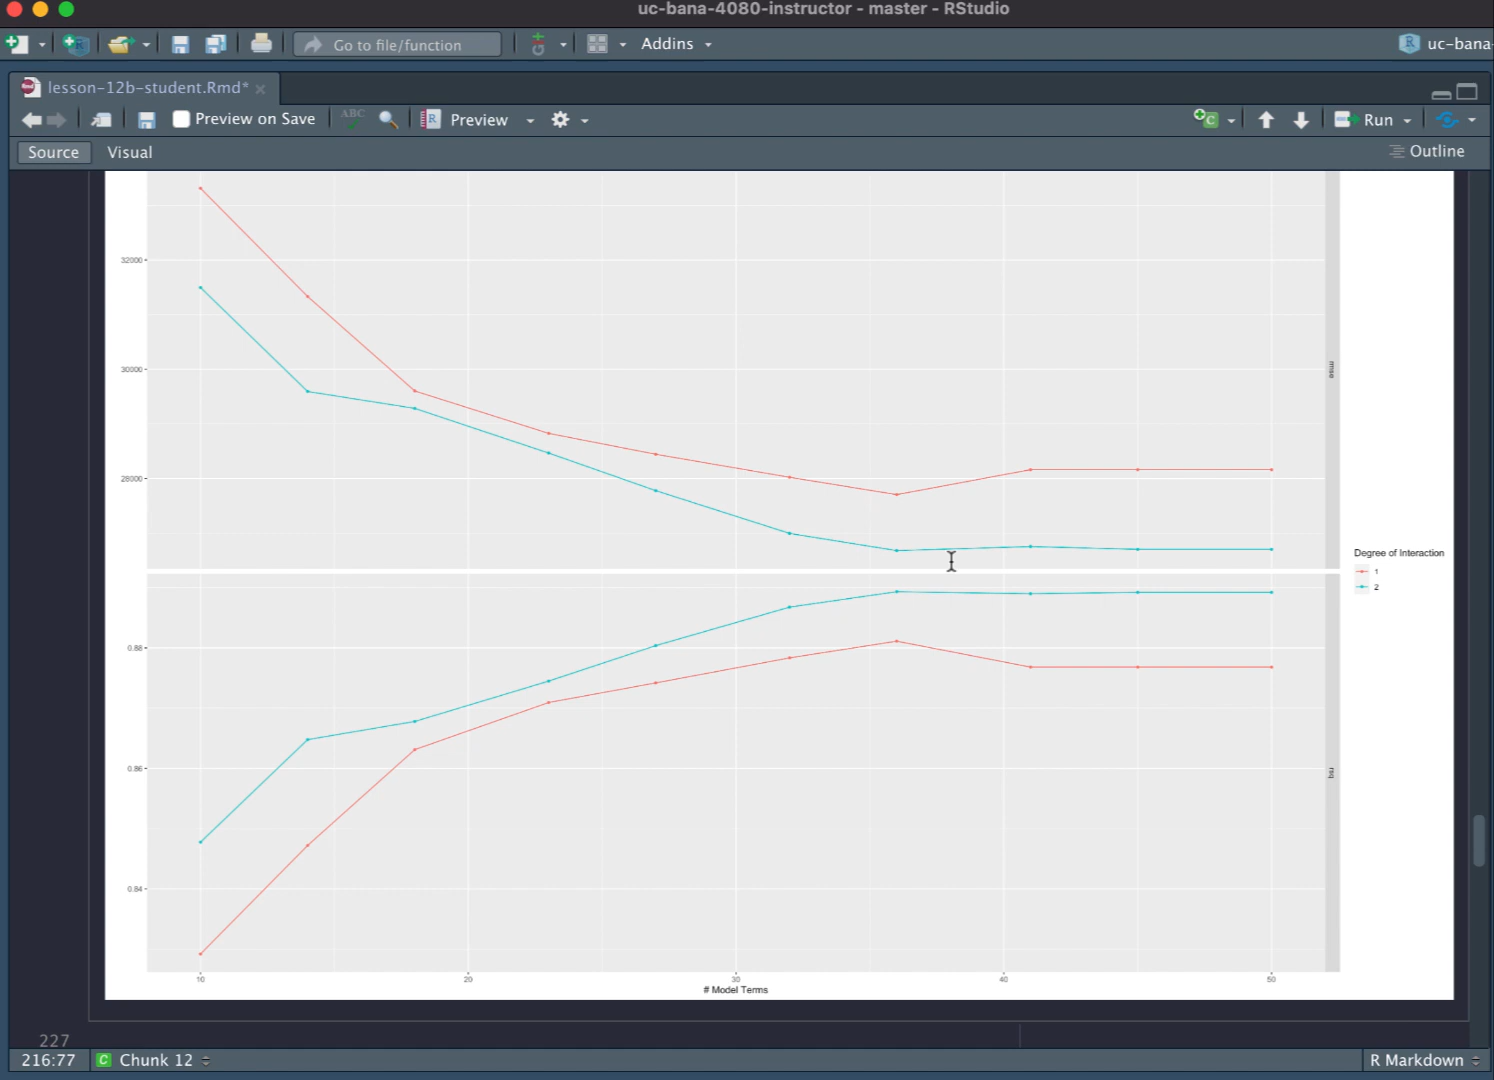 uc-bana-4080-instructor - master - RStudio
Go to file/function
Addins
uc-bana-
lesson-12b-student.Rmd*
Preview on Save
ABC
Preview
Run
Source
Visual
Outline
32000
30000
28000
rmse
0.88
0.86
0.84
rsq
10
20
30
40
50
# Model Terms
Degree of Interaction
1
2
227
216:77
C
Chunk 12
R Markdown